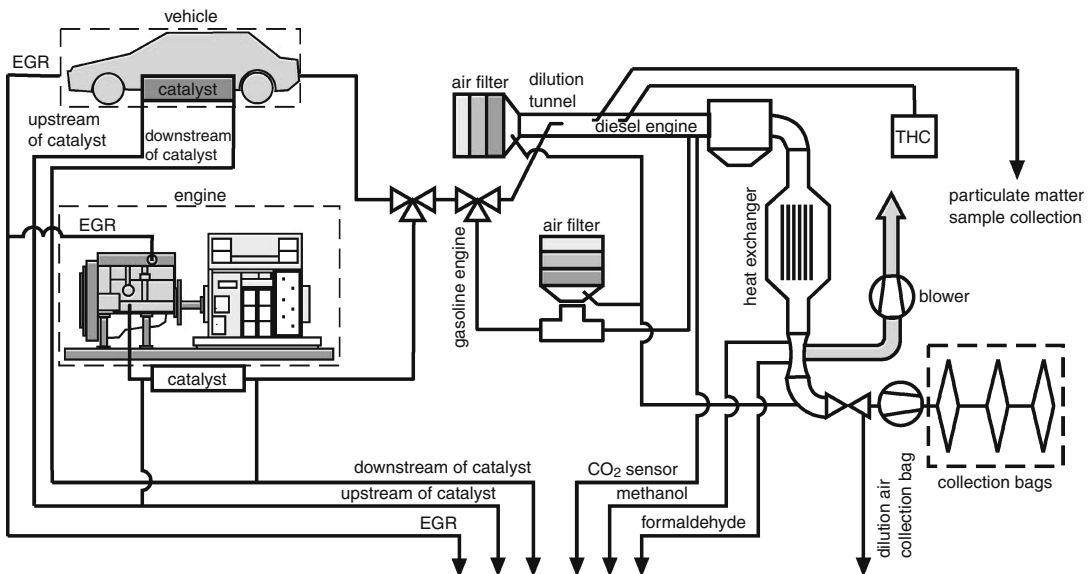 vehicle
EGR
catalyst
upstream
of catalyst
downstream
of catalyst
engine
EGR
catalyst
air filter
dilution
tunnel
diesel engine
THC
particulate matter
sample collection
gasoline engine
air filter
heat exchanger
blower
collection bags
dilution air
collection bag
downstream of catalyst
upstream of catalyst
EGR
CO₂ sensor
methanol
formaldehyde